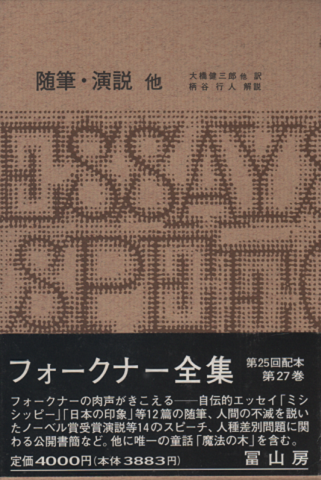 随筆・演説 他
大橋健三郎 他 訳
柄谷 行人 解説
ESSAYS
SPEEC
フォークナー全集
第25回配本
第27巻
フォークナーの肉声がきこえる——自伝的エッセイ「ミシ
シッピー」「日本の印象」等12篇の随筆、人間の不滅を説い
たノーベル賞受賞演説等14のスピーチ、人種差別問題に関
わる公開書簡など。他に唯一の童話「魔法の木」を含む。
定価4000円(本体3883円)
冨山房